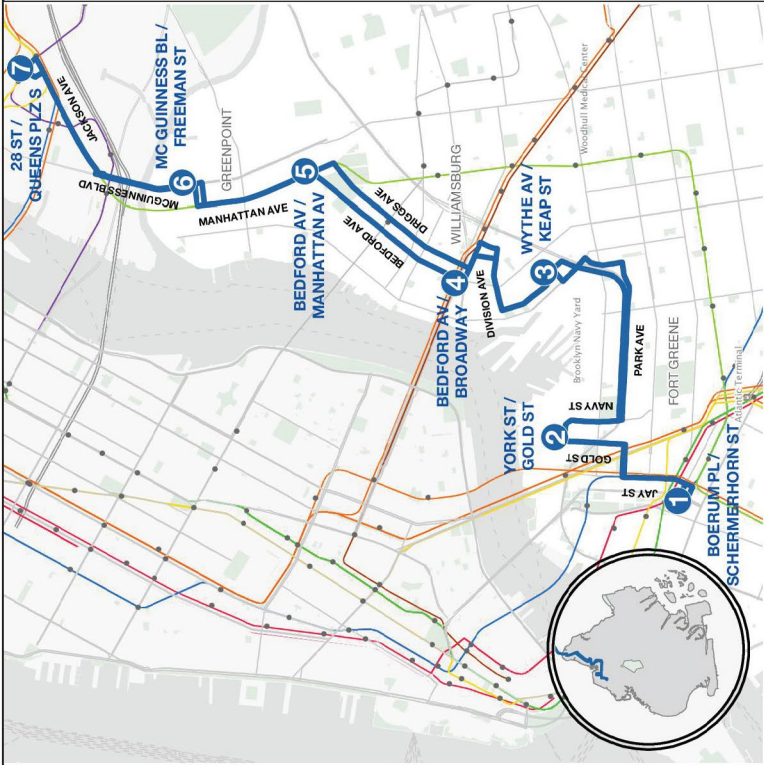 7
28 ST /
QUEENS PLZ S
JACKSON AVE
MC GUINNESS BL /
FREEMAN ST
6
MCGUINNESS BLVD
GREENPOINT
MANHATTAN AVE
5
BEDFORD AV /
MANHATTAN AV
BEDFORD AVE
DRIGGS AVE
WILLIAMSBURG
Woodhull Medical Center
4
BEDFORD AV /
BROADWAY
DIVISION AVE
WYTHE AV /
KEAP ST
3
Brooklyn Navy Yard
PARK AVE
FORT GREENE
NAVY ST
YORK ST /
GOLD ST
2
GOLD ST
JAY ST
1
BOERUM PL /
SCHERMERHORN ST
Atlantic Terminal